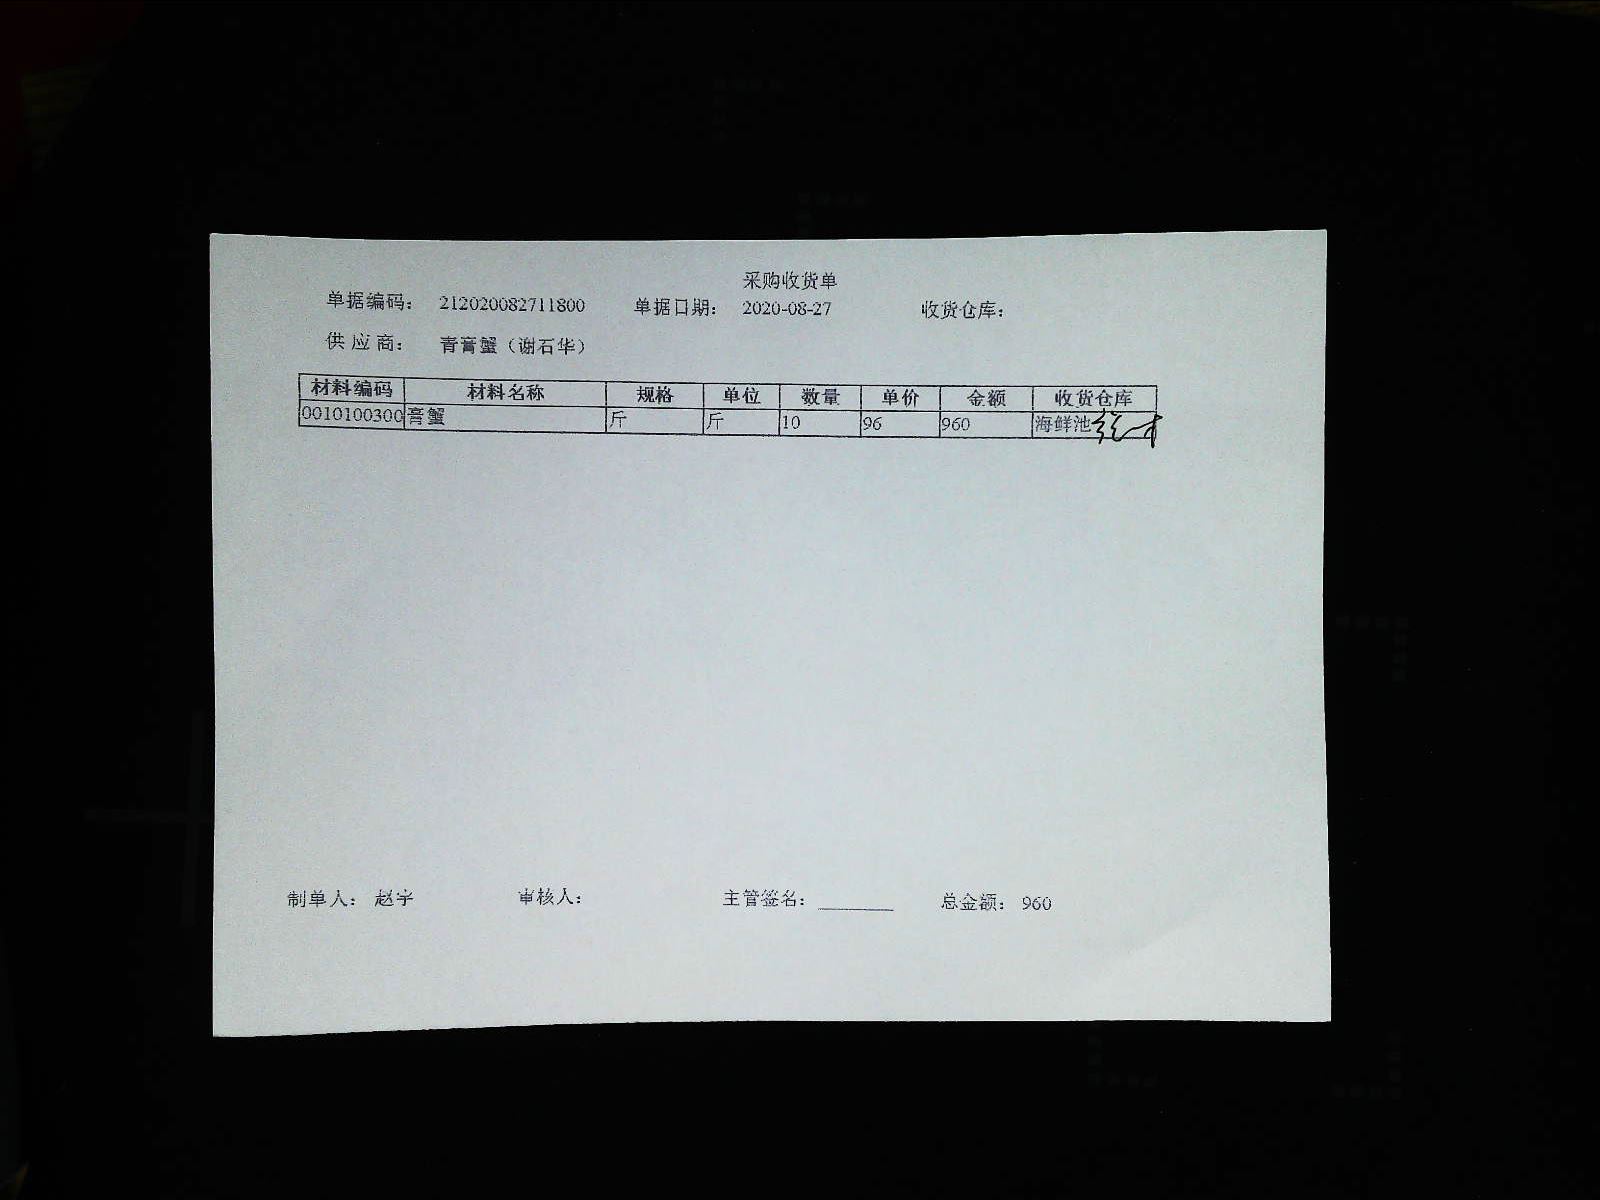 采购收货单
单据编码： 212020082711800 单据日期： 2020-08-27 收货仓库：
供应商： 青膏蟹（谢石华）
材料编码 材料名称 规格 单位 数量 单价 金额 收货仓库
0010100300 膏蟹 斤 斤 10 96 960 海鲜池
制单人： 赵宇 审核人： 主管签名： 总金额： 960